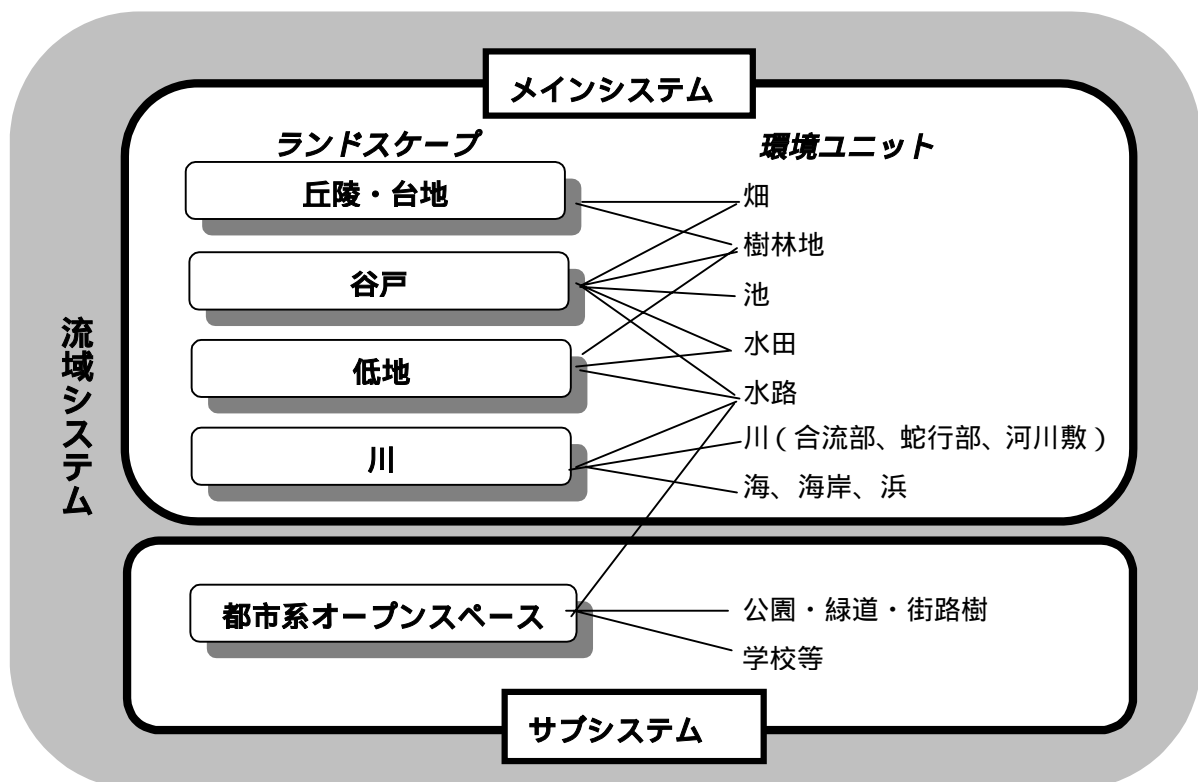 メインシステム
ランドスケープ
環境ユニット
丘陵・台地
畑
樹林地
谷戸
池
水田
低地
水路
川
川(合流部、蛇行部、河川敷)
海、海岸、浜
流域システム
都市系オープンスペース
公園・緑道・街路樹
学校等
サブシステム